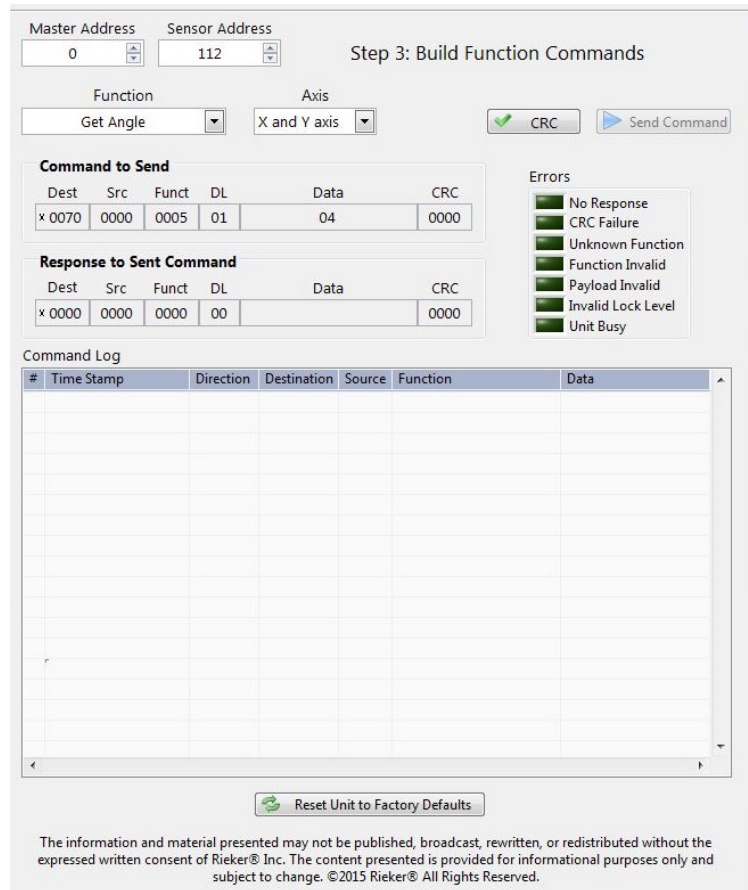 Master Address Sensor Address
0 112 Step 3: Build Function Commands
Function Axis
Get Angle X and Y axis CRC Send Command
Command to Send
Dest Src Funct DL Data CRC
x 0070 0000 0005 01 04 0000
Response to Sent Command
Dest Src Funct DL Data CRC
x 0000 0000 0000 00 0000
Errors
No Response
CRC Failure
Unknown Function
Function Invalid
Payload Invalid
Invalid Lock Level
Unit Busy
Command Log
# Time Stamp Direction Destination Source Function Data
Reset Unit to Factory Defaults
The information and material presented may not be published, broadcast, rewritten, or redistributed without the
expressed written consent of Rieker® Inc. The content presented is provided for informational purposes only and
subject to change. ©2015 Rieker® All Rights Reserved.